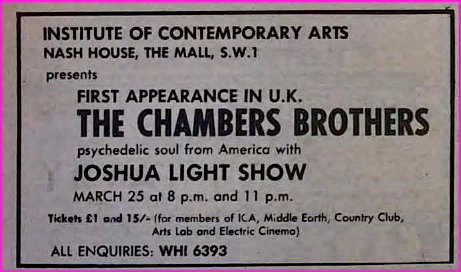 INSTITUTE OF CONTEMPORARY ARTS
NASH HOUSE, THE MALL, S.W.1
presents
FIRST APPEARANCE IN U.K.
THE CHAMBERS BROTHERS
psychedelic soul from America with
JOSHUA LIGHT SHOW
MARCH 25 at 8 p.m. and 11 p.m.
Tickets £1 and 15/- (for members of ICA, Middle Earth, Country Club,
Arts Lab and Electric Cinema)
ALL ENQUIRIES: WHI 6393